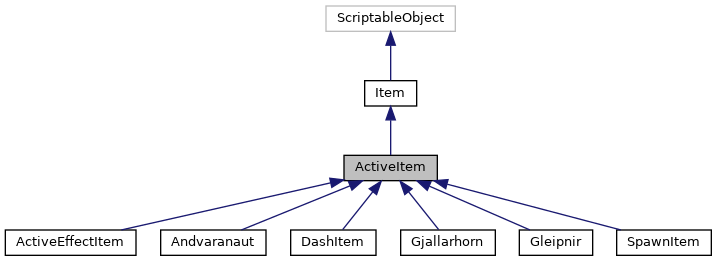 ScriptableObject
Item
ActiveItem
ActiveEffectItem
Andvaranaut
DashItem
Gjallarhorn
Gleipnir
SpawnItem